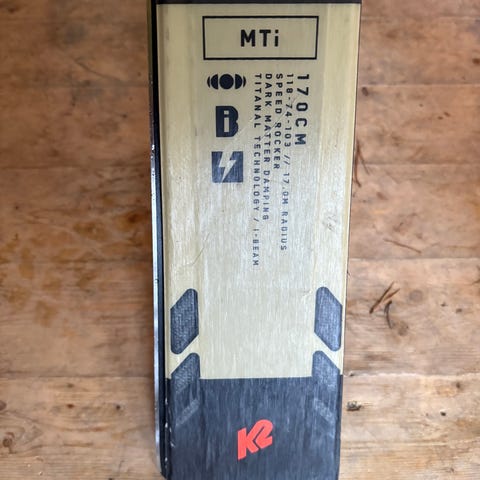 MTi
170CM
118-74-103 // 17.0M RADIUS
SPEED ROCKER
DARK MATTER DAMPING
TITANAL TECHNOLOGY / I-BEAM
B
K2